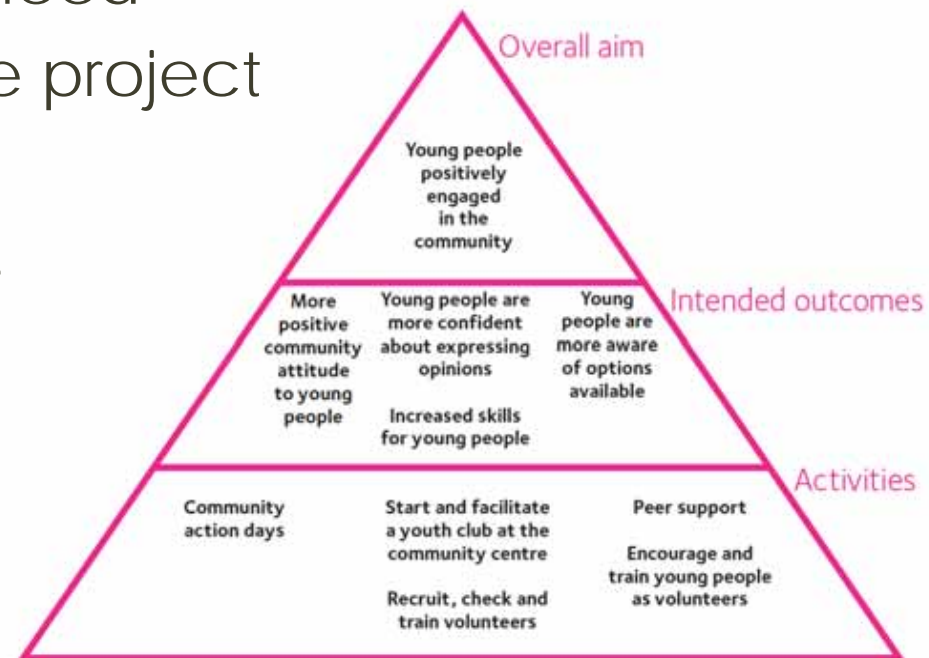 e project
Overall aim
Young people
positively
engaged
in the
community
Intended outcomes
More
positive
community
attitude
to young
people
Young people are
more confident
about expressing
opinions
Increased skills
for young people
Young
people are
more aware
of options
available
Activities
Community
action days
Start and facilitate
a youth club at the
community centre
Recruit, check and
train volunteers
Peer support
Encourage and
train young people
as volunteers